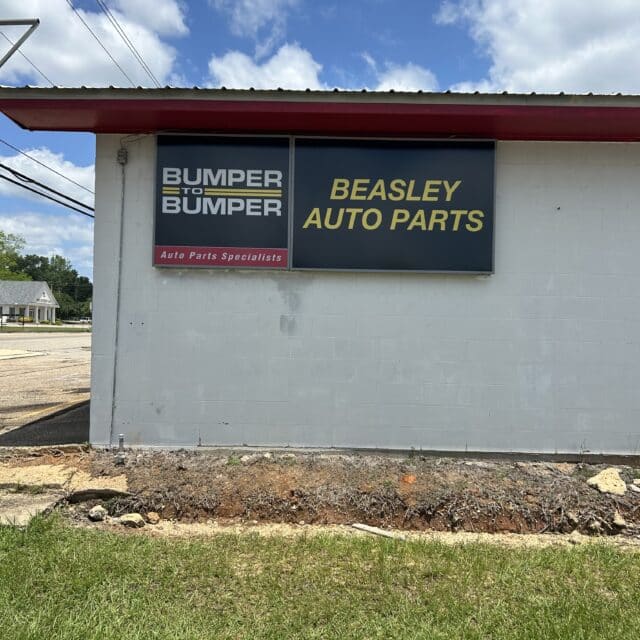 BUMPER
TO
BUMPER
Auto Parts Specialists
BEASLEY
AUTO PARTS